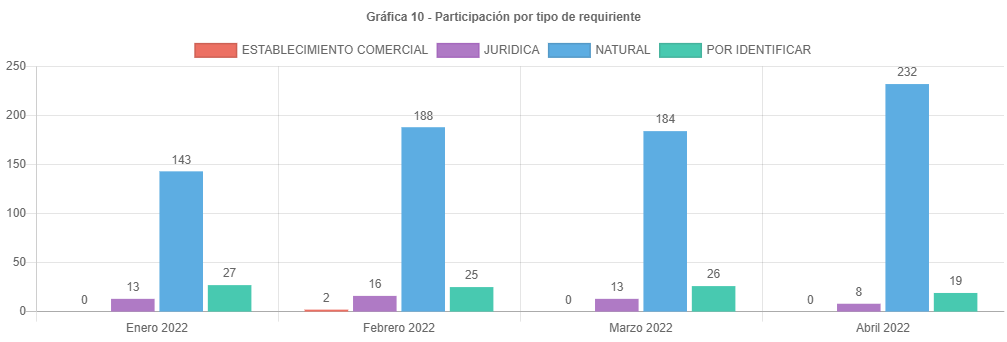 Gráfica 10 - Participación por tipo de requiriente
ESTABLECIMIENTO COMERCIAL JURIDICA NATURAL POR IDENTIFICAR
250
200
150
100
50
0
0 13 143 27
2 16 188 25
0 13 184 26
0 8 232 19
Enero 2022 Febrero 2022 Marzo 2022 Abril 2022